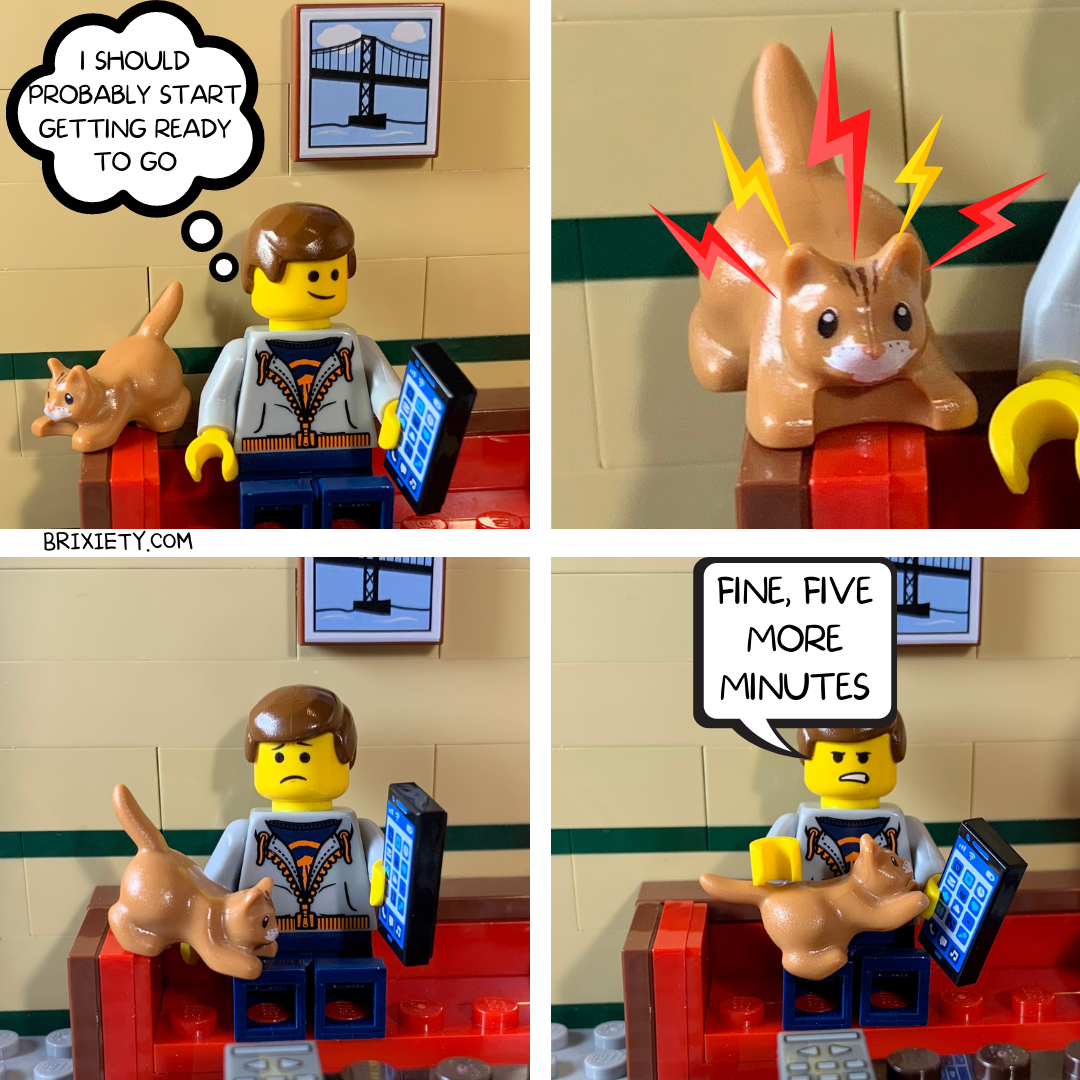 I SHOULD
PROBABLY START
GETTING READY
TO GO
BRIXIETY.COM
FINE, FIVE
MORE
MINUTES